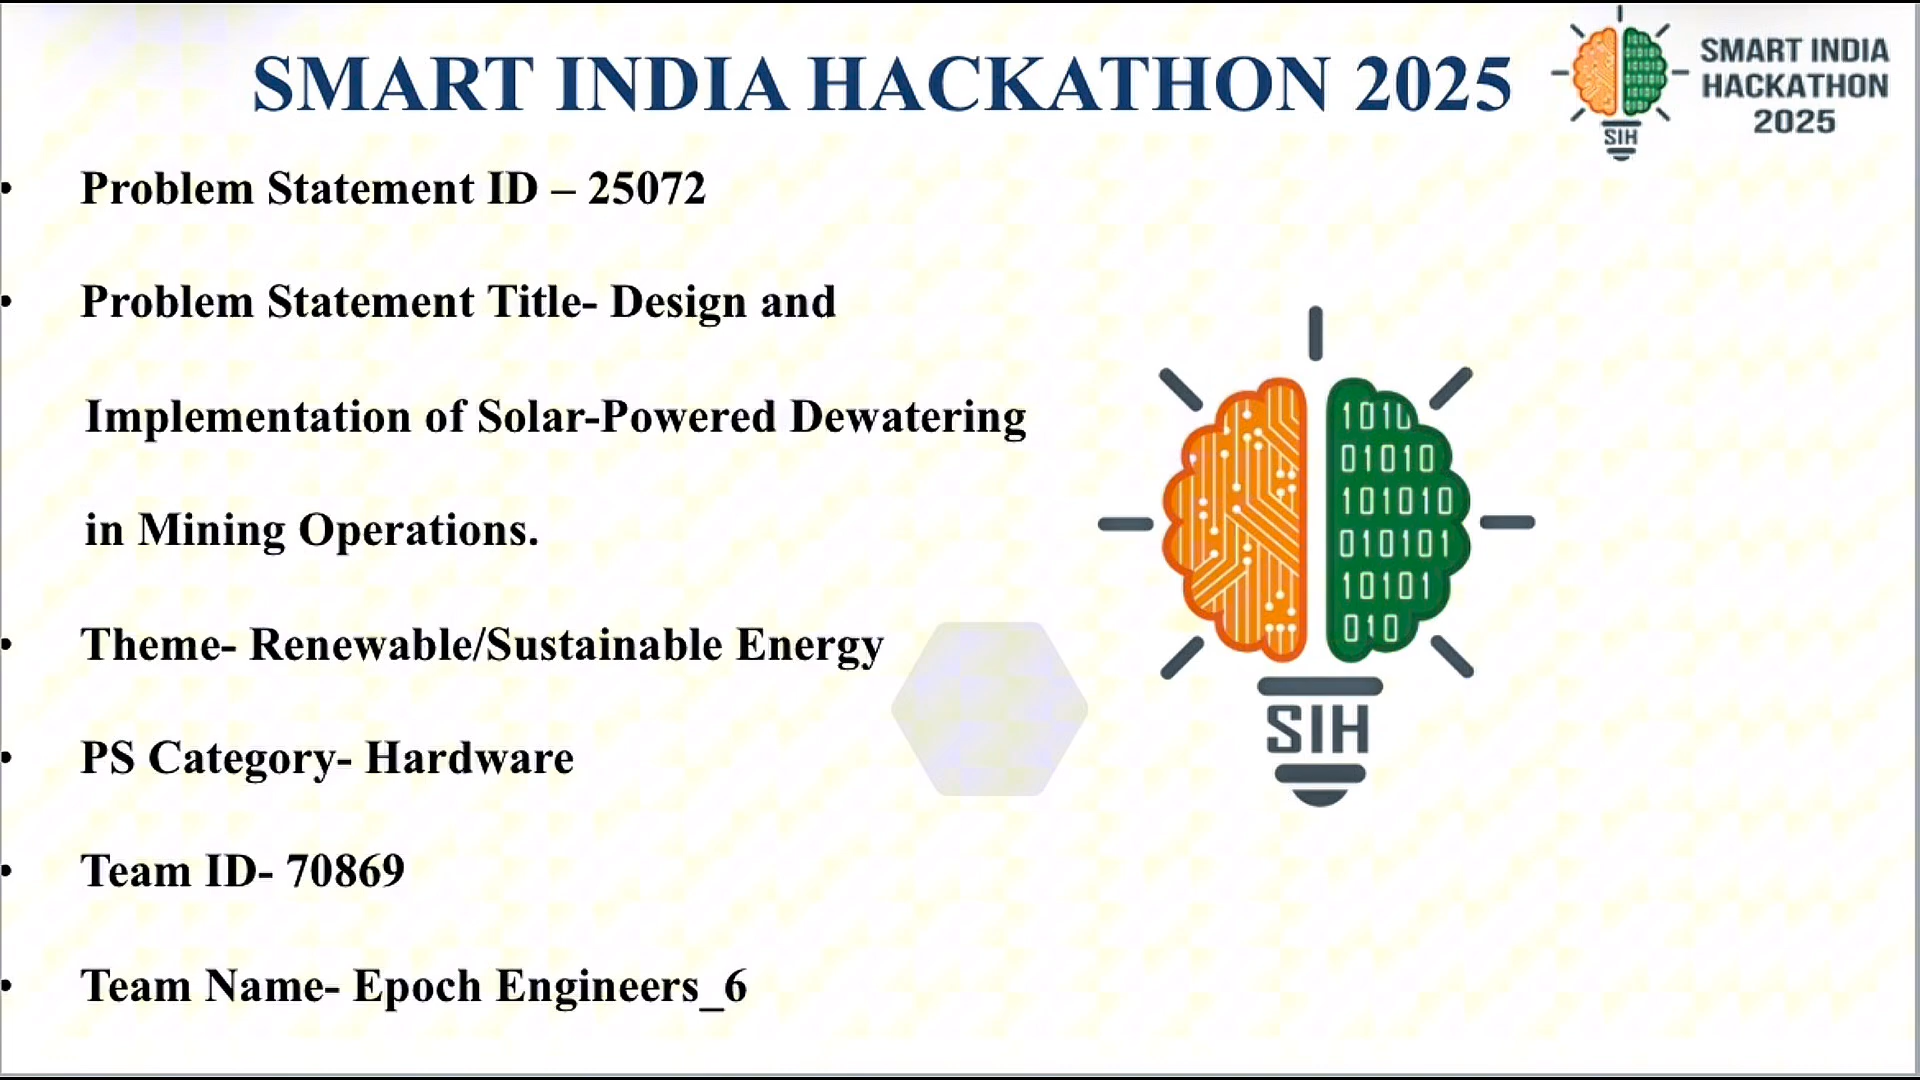 SMART INDIA HACKATHON 2025
SIH
SMART INDIA
HACKATHON
2025
• Problem Statement ID – 25072
• Problem Statement Title- Design and
Implementation of Solar-Powered Dewatering
in Mining Operations.
• Theme- Renewable/Sustainable Energy
• PS Category- Hardware
• Team ID- 70869
• Team Name- Epoch Engineers_6
01010
101010
010101
10101
010
SIH